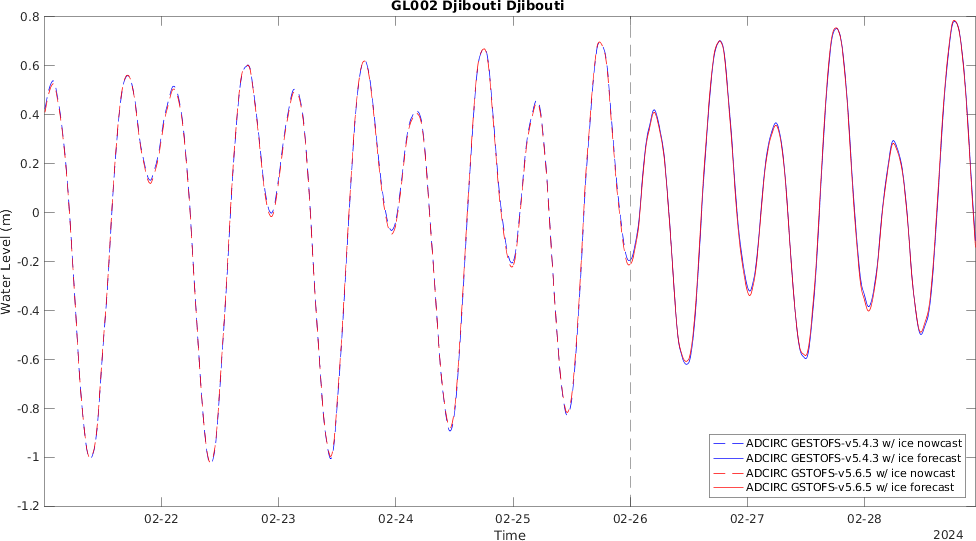 GL002 Djibouti Djibouti
0.8
0.6
0.4
0.2
0
-0.2
-0.4
-0.6
-0.8
-1
-1.2
Water Level (m)
02-22
02-23
02-24
02-25
02-26
02-27
02-28
Time
2024
ADCIRC GESTOFS-v5.4.3 w/ ice nowcast
ADCIRC GESTOFS-v5.4.3 w/ ice forecast
ADCIRC GSTOFS-v5.6.5 w/ ice nowcast
ADCIRC GSTOFS-v5.6.5 w/ ice forecast